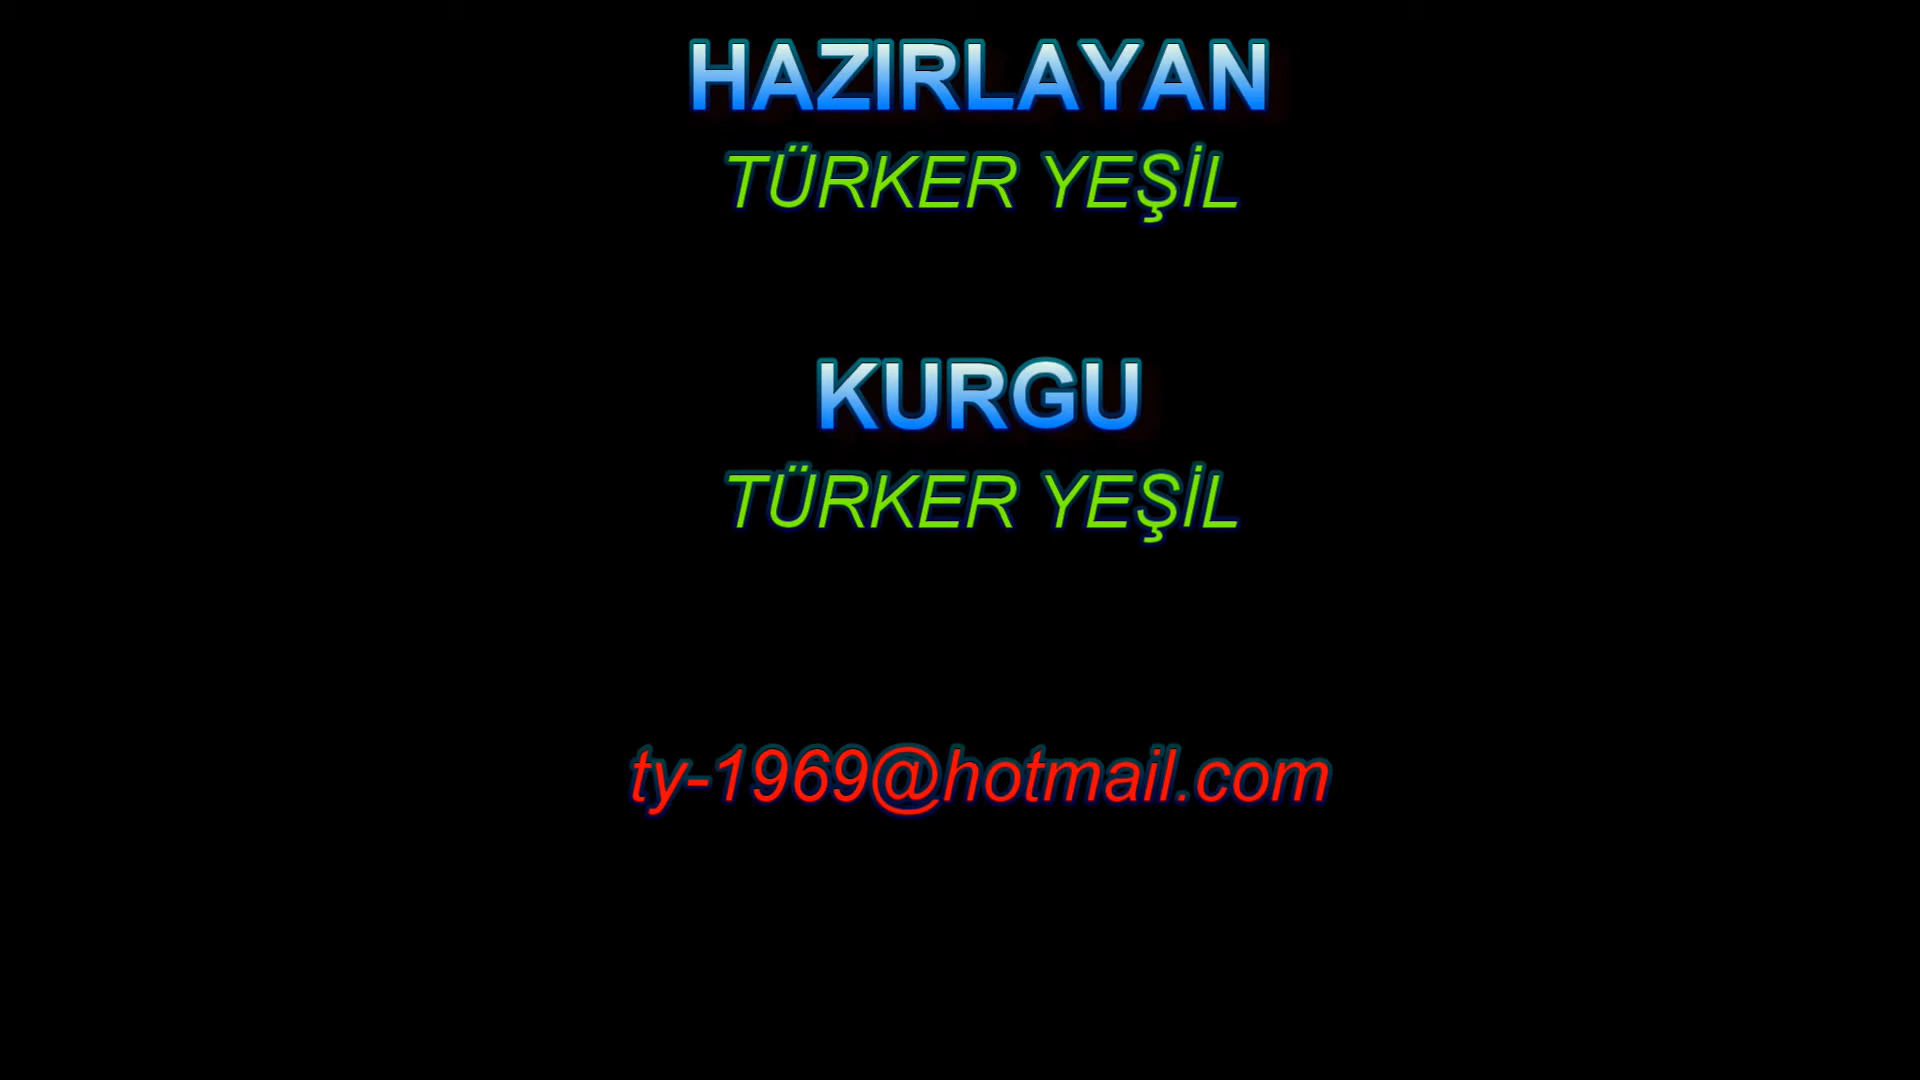 HAZIRLAYAN
TÜRKER YEŞİL
KURGU
TÜRKER YEŞİL
ty-1969@hotmail.com